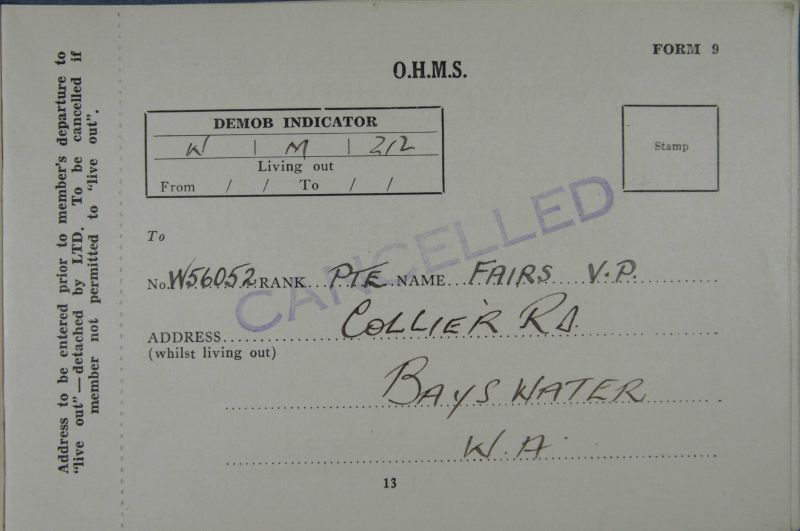 FORM 9
O.H.M.S.
DEMOB INDICATOR
W | M | 212
Living out
From / / To / /
Stamp
CANCELLED
To
No. W56052 RANK PTE NAME FAIRS V.P.
ADDRESS COLLIER RD.
(whilst living out)
BAYSWATER
W.A.
13
Address to be entered prior to member's departure to
"live out" — detached by LTD. To be cancelled if
member not permitted to "live out".